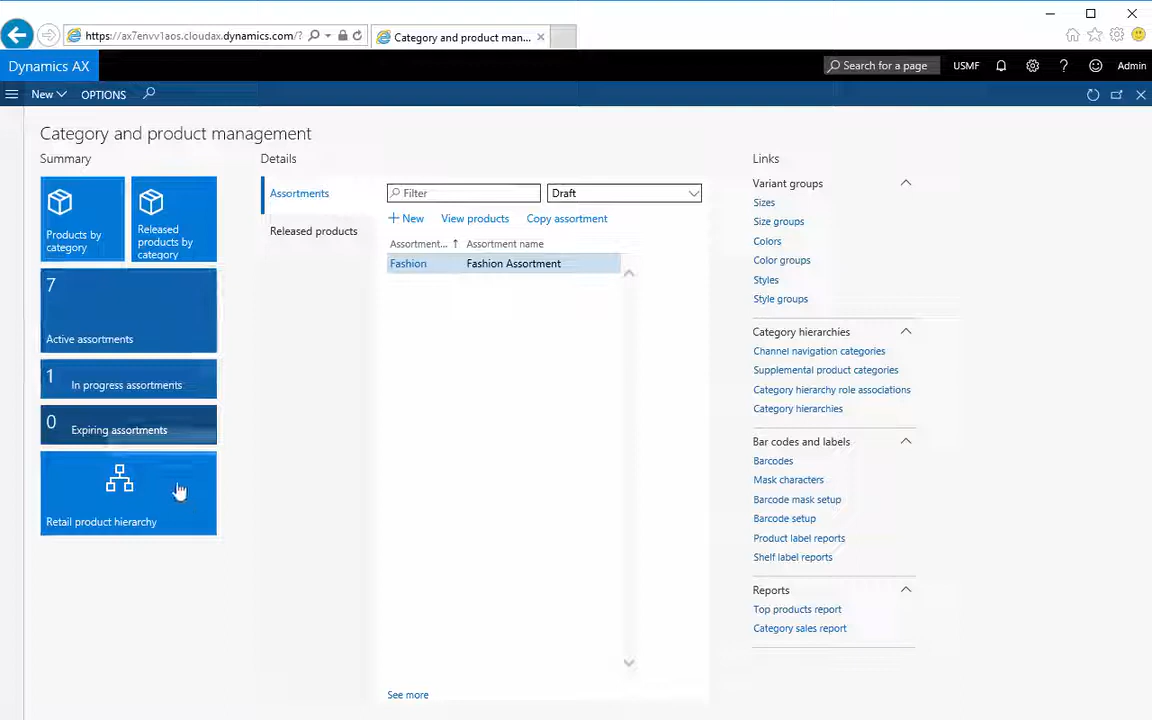 https://ax7envv1aos.cloudax.dynamics.com/?
Category and product man...
Dynamics AX
Search for a page
USMF
?
Admin
New
OPTIONS
Category and product management
Summary
Products by
category
Released
products by
category
7
Active assortments
1
In progress assortments
0
Expiring assortments
Retail product hierarchy
Details
Assortments
Released products
Filter
Draft
+ New
View products
Copy assortment
Assortment... ↑
Assortment name
Fashion
Fashion Assortment
See more
Links
Variant groups
Sizes
Size groups
Colors
Color groups
Styles
Style groups
Category hierarchies
Channel navigation categories
Supplemental product categories
Category hierarchy role associations
Category hierarchies
Bar codes and labels
Barcodes
Mask characters
Barcode mask setup
Barcode setup
Product label reports
Shelf label reports
Reports
Top products report
Category sales report